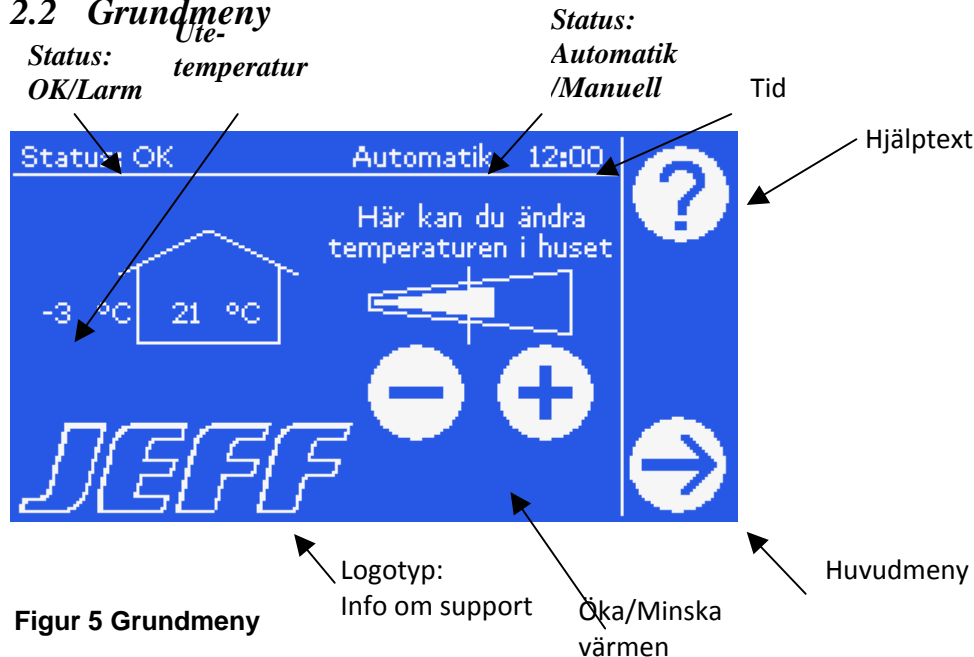 2.2 Grundmeny
Status:
OK/Larm
Ute-
temperatur
Status:
Automatik
/Manuell
Tid
Hjälptext
Status: OK
Automatik
12:00
?
Här kan du ändra
temperaturen i huset
-3 °C
21 °C
JEFF
Logotyp:
Info om support
Öka/Minska
värmen
Huvudmeny
Figur 5 Grundmeny